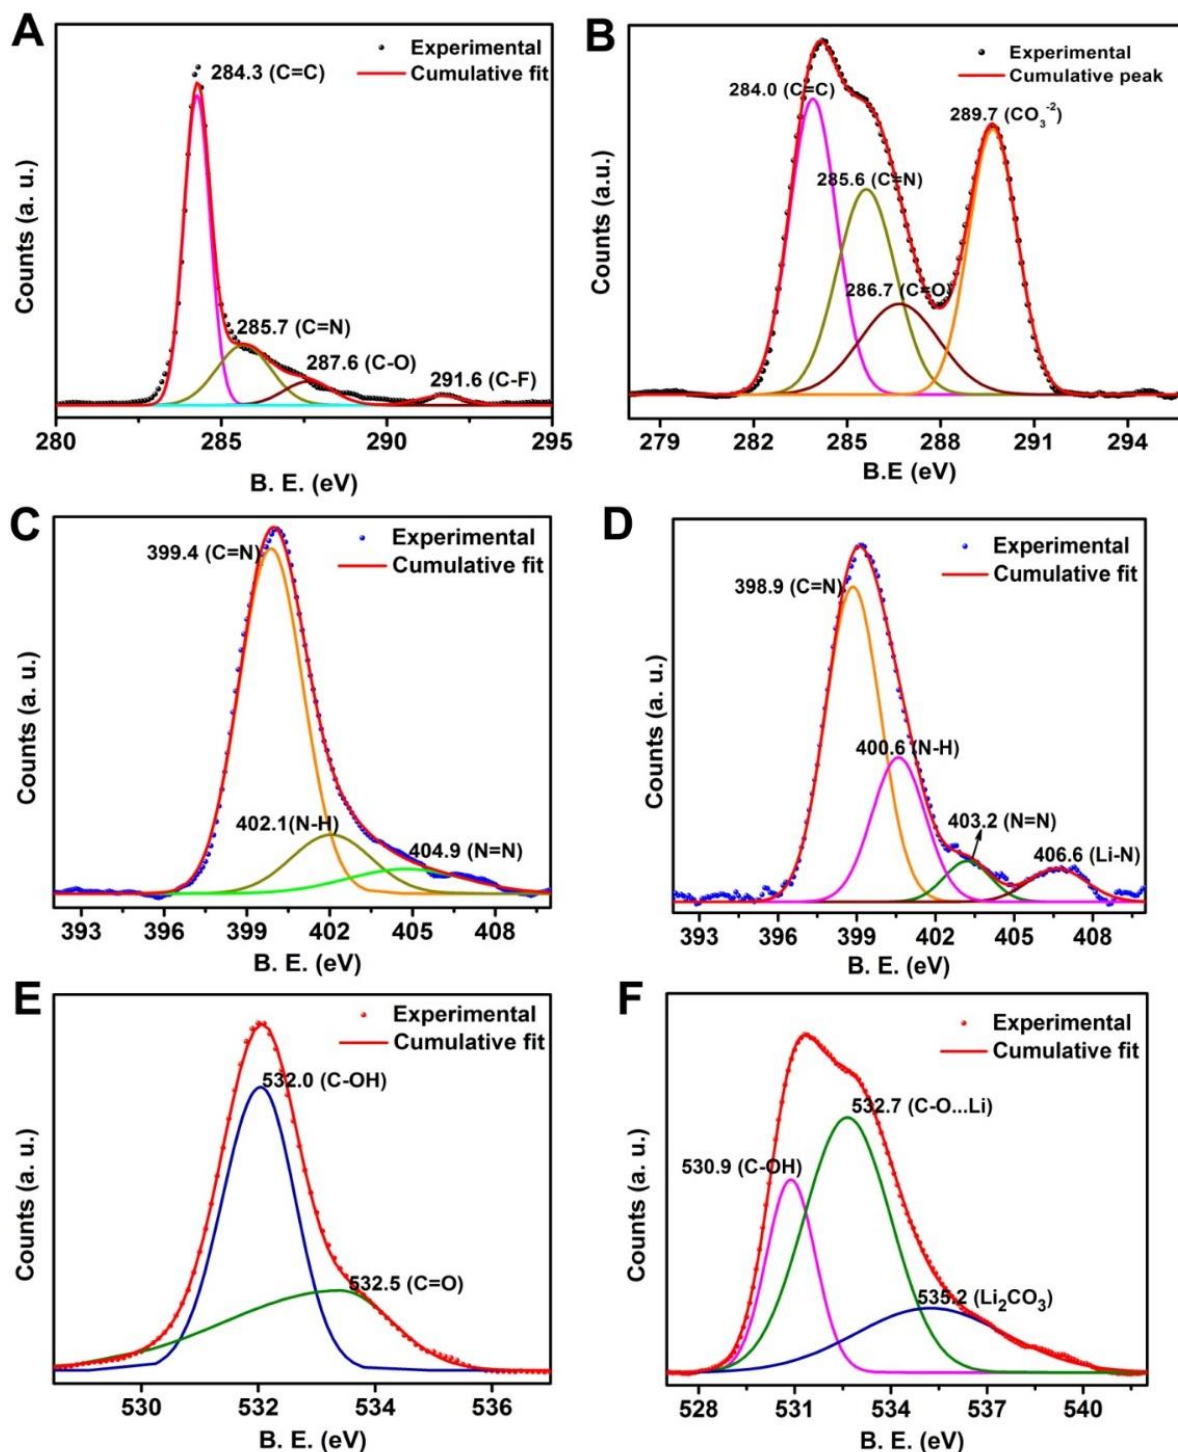 A
Experimental
Cumulative fit
284.3 (C=C)
285.7 (C=N)
287.6 (C-O)
291.6 (C-F)
Counts (a. u.)
280 285 290 295
B. E. (eV)
B
Experimental
Cumulative peak
284.0 (C=C)
289.7 (CO₃⁻²)
285.6 (C=N)
286.7 (C=O)
Counts (a.u.)
279 282 285 288 291 294
B.E (eV)
C
Experimental
Cumulative fit
399.4 (C=N)
402.1(N-H)
404.9 (N=N)
Counts (a. u.)
393 396 399 402 405 408
B. E. (eV)
D
Experimental
Cumulative fit
398.9 (C=N)
400.6 (N-H)
403.2 (N=N)
406.6 (Li-N)
Counts (a. u.)
393 396 399 402 405 408
B. E. (eV)
E
Experimental
Cumulative fit
532.0 (C-OH)
532.5 (C=O)
Counts (a. u.)
530 532 534 536
B. E. (eV)
F
Experimental
Cumulative fit
532.7 (C-O...Li)
530.9 (C-OH)
535.2 (Li₂CO₃)
Counts (a. u.)
528 531 534 537 540
B. E. (eV)